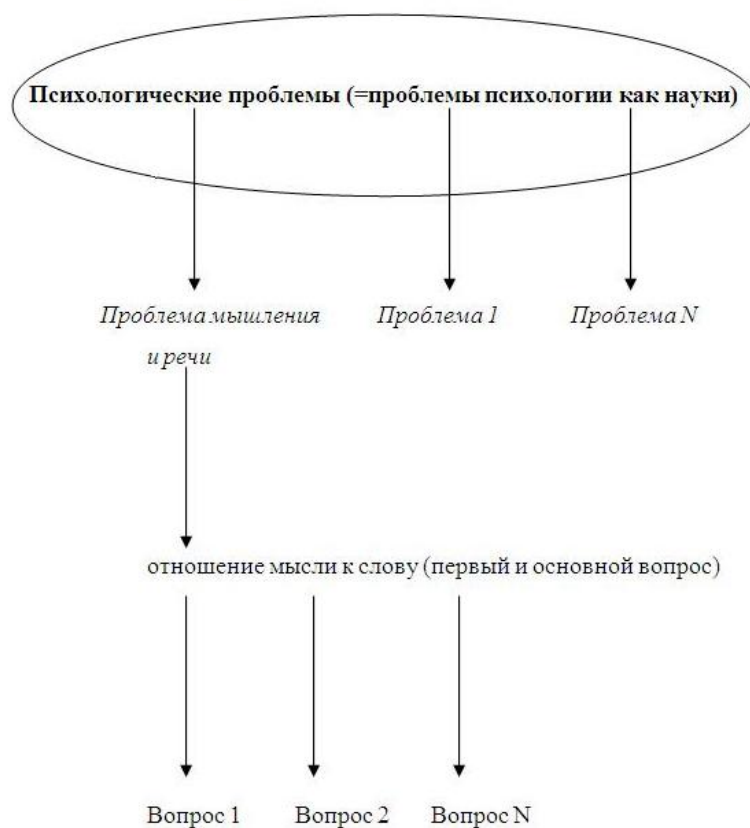 Психологические проблемы (=проблемы психологии как науки)
Проблема мышления
и речи
Проблема 1
Проблема N
отношение мысли к слову (первый и основной вопрос)
Вопрос 1
Вопрос 2
Вопрос N